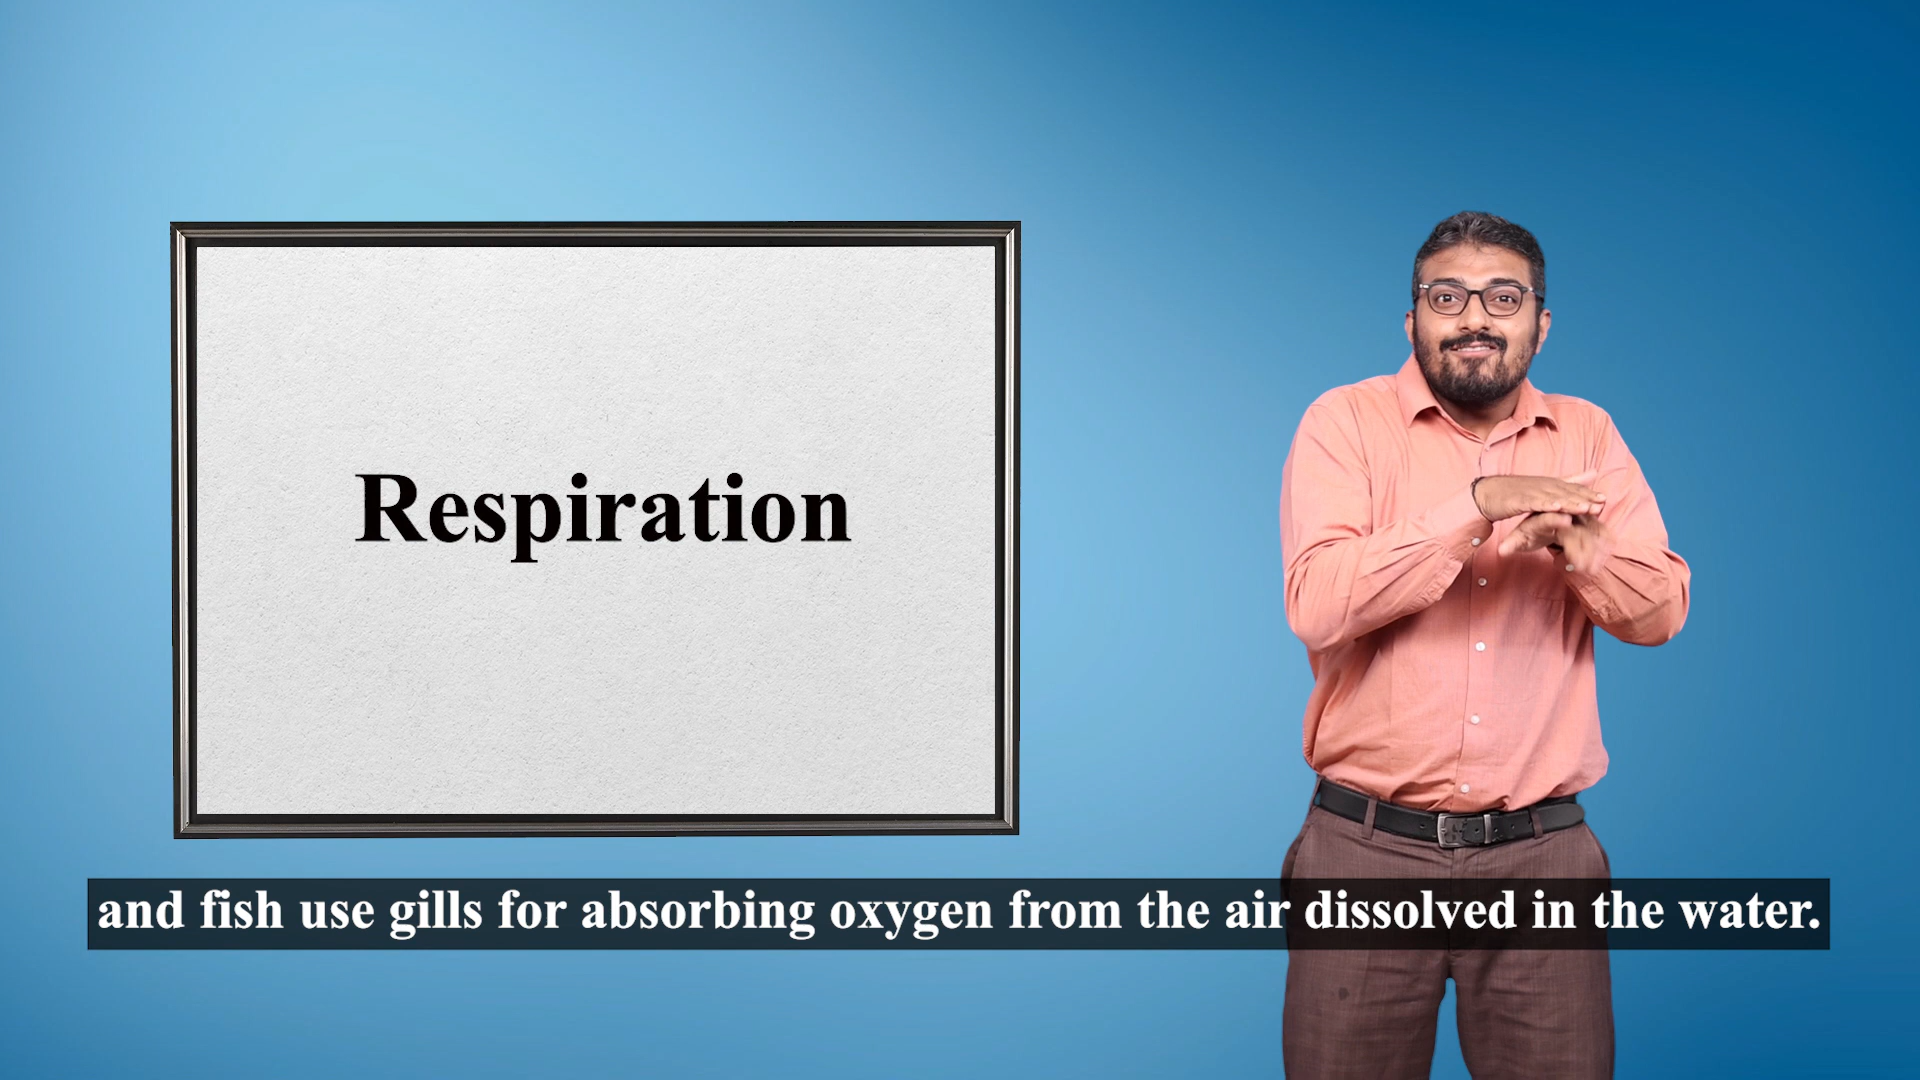 Respiration
and fish use gills for absorbing oxygen from the air dissolved in the water.